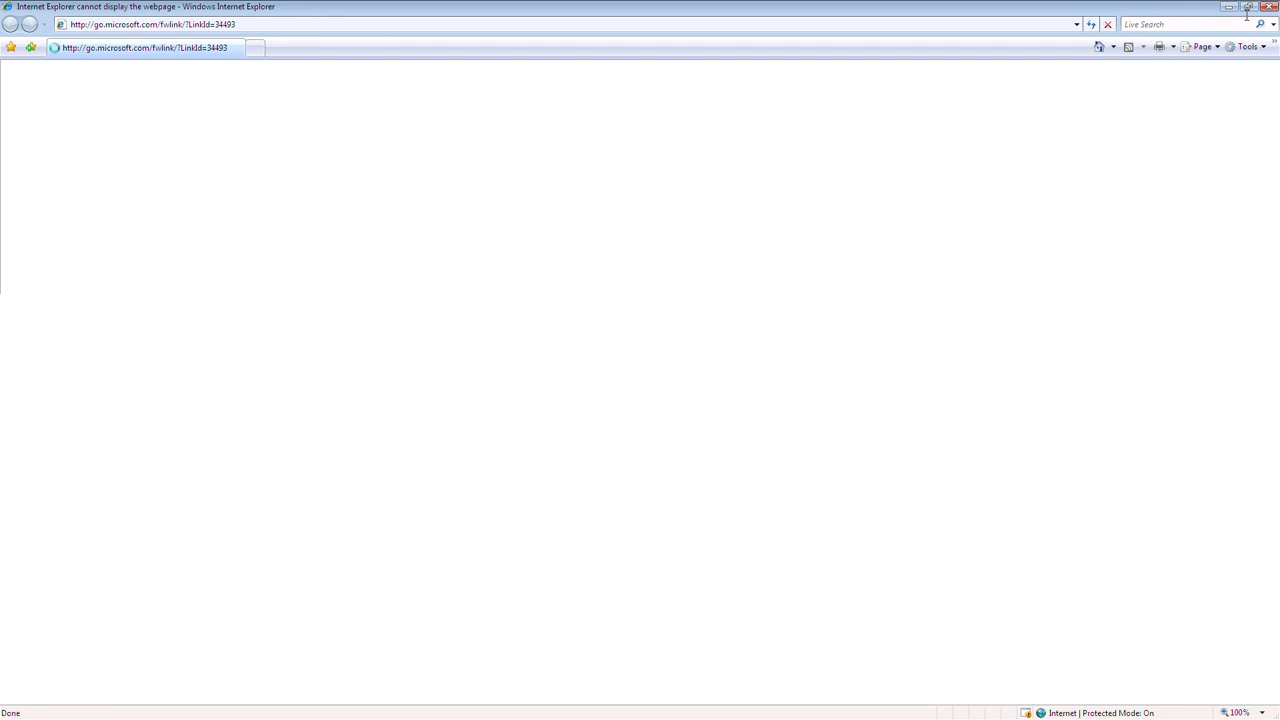 Internet Explorer cannot display the webpage - Windows Internet Explorer
http://go.microsoft.com/fwlink/?LinkId=34493
Live Search
http://go.microsoft.com/fwlink/?LinkId=34493
Page
Tools
Done
Internet | Protected Mode: On
100%